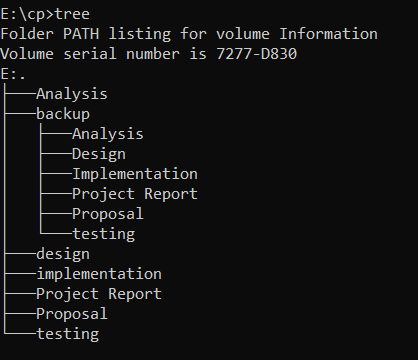 E:\cp>tree
Folder PATH listing for volume Information
Volume serial number is 7277-D830
E:.
├───Analysis
├───backup
│   ├───Analysis
│   ├───Design
│   ├───Implementation
│   ├───Project Report
│   ├───Proposal
│   └───testing
├───design
├───implementation
├───Project Report
├───Proposal
└───testing